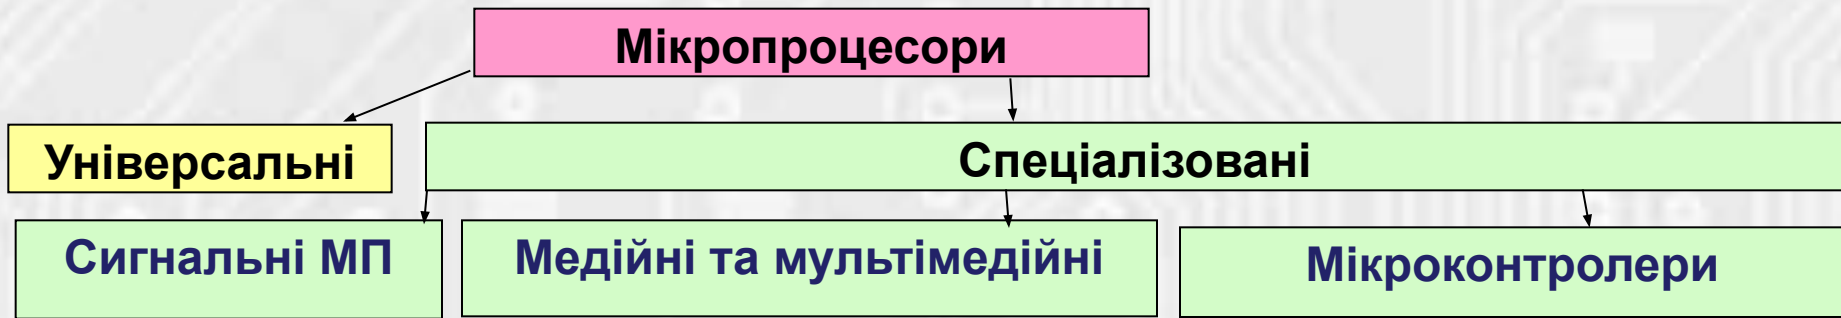 Мікропроцесори
Універсальні
Спеціалізовані
Сигнальні МП
Медійні та мультімедійні
Мікроконтролери